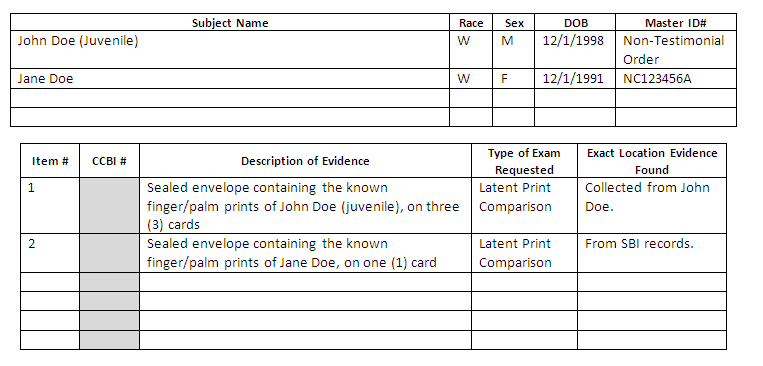 Subject Name Race Sex DOB Master ID#
John Doe (Juvenile) W M 12/1/1998 Non-Testimonial
Order
Jane Doe W F 12/1/1991 NC123456A
Item # CCBI # Description of Evidence Type of Exam Requested Exact Location Evidence Found
1 Sealed envelope containing the known Latent Print Collected from John
finger/palm prints of John Doe (juvenile), on three Comparison Doe.
(3) cards
2 Sealed envelope containing the known Latent Print From SBI records.
finger/palm prints of Jane Doe, on one (1) card Comparison